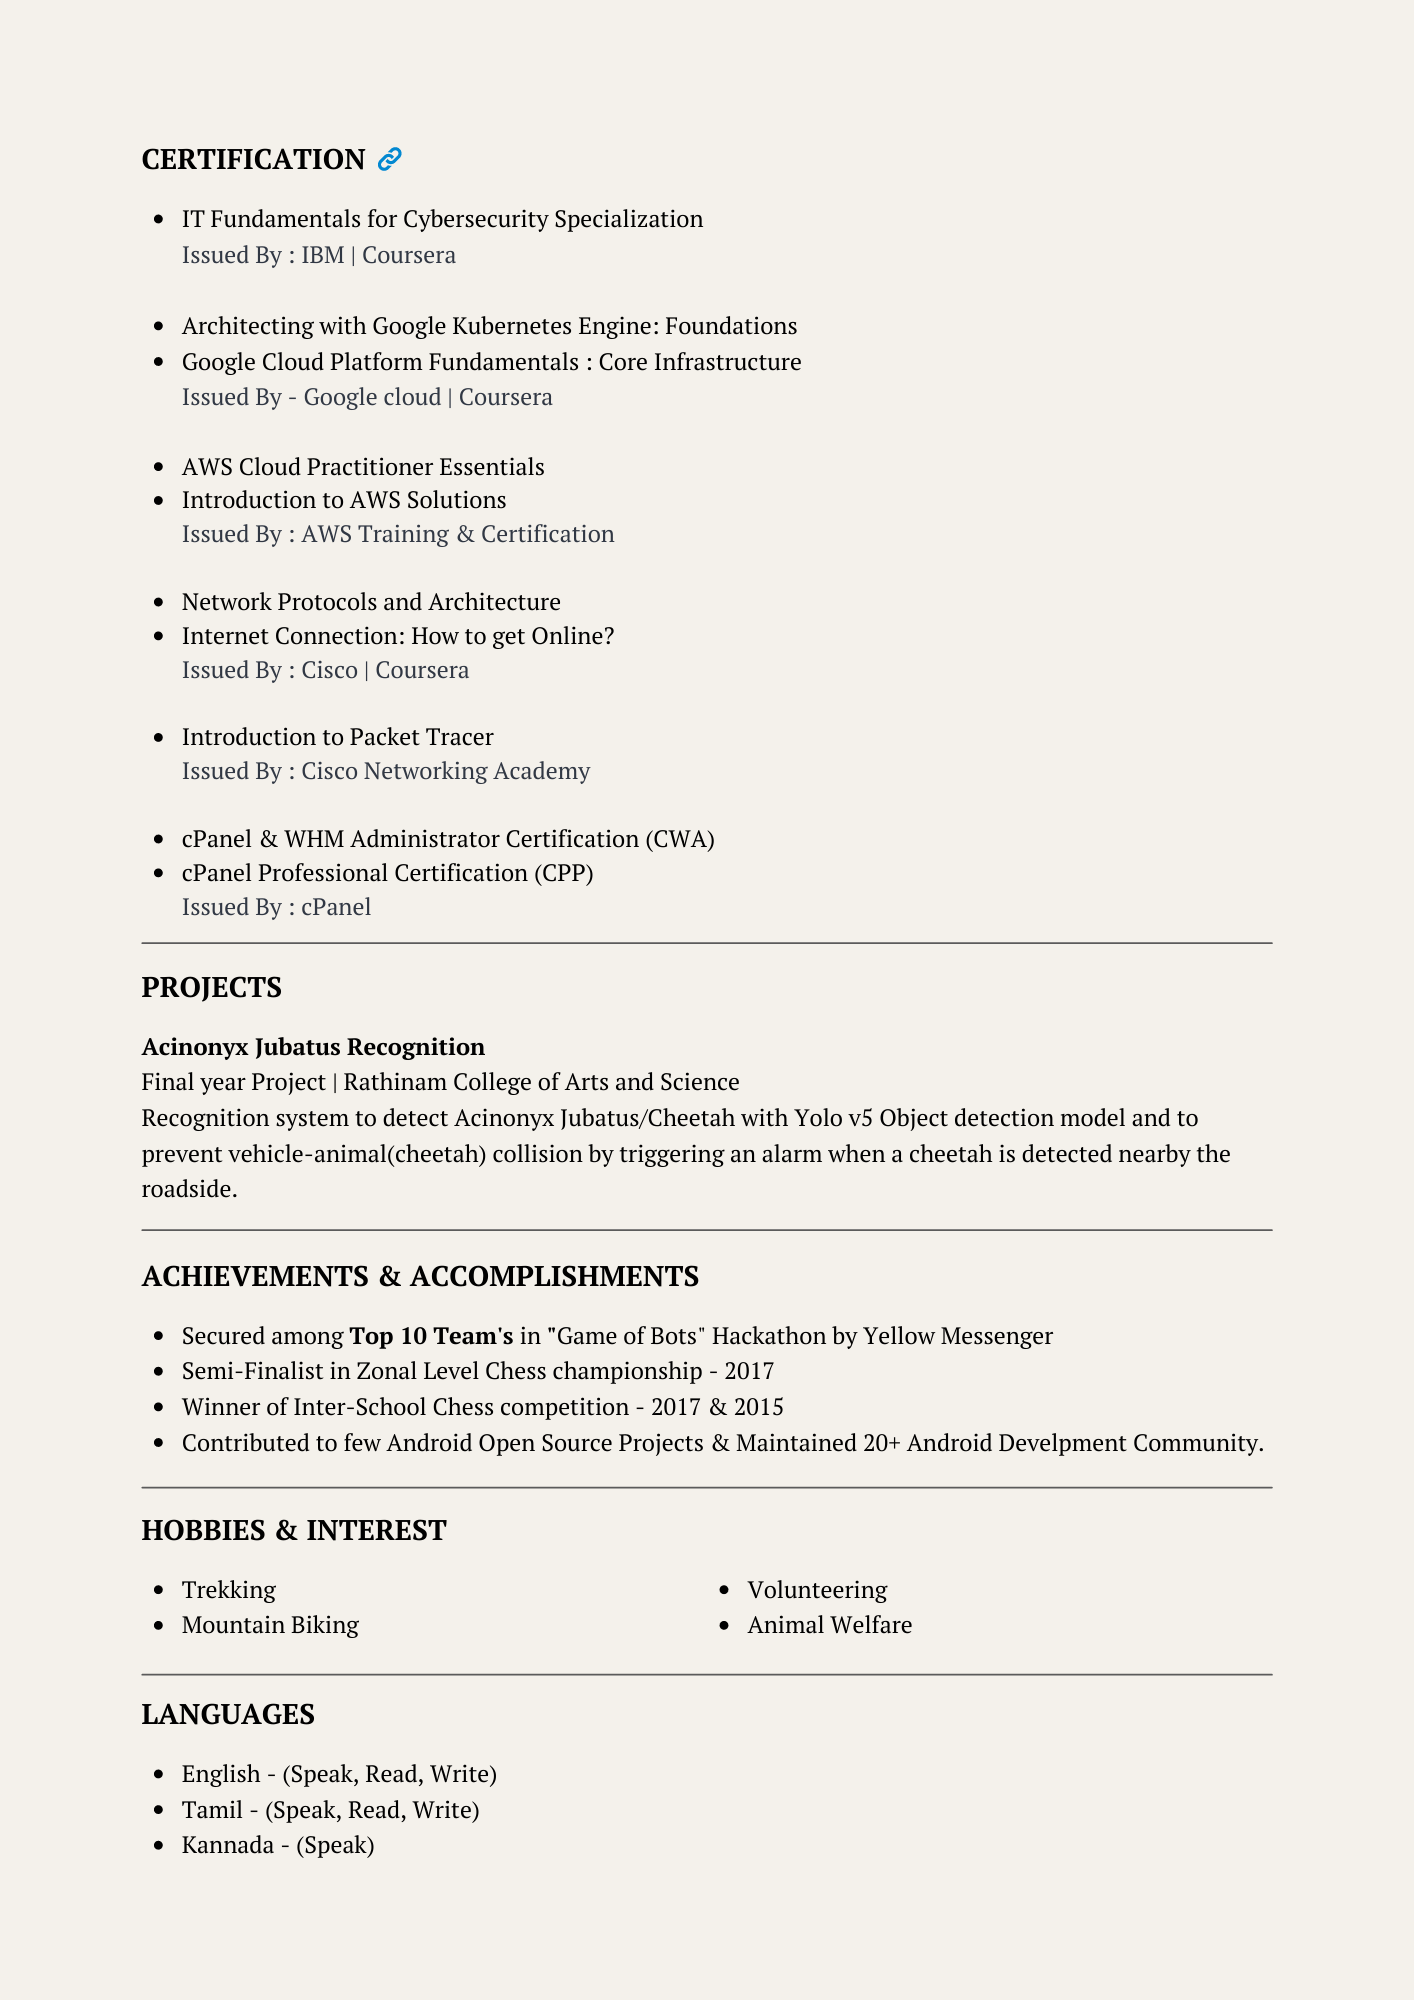 CERTIFICATION
• IT Fundamentals for Cybersecurity Specialization
Issued By : IBM | Coursera
• Architecting with Google Kubernetes Engine: Foundations
• Google Cloud Platform Fundamentals : Core Infrastructure
Issued By - Google cloud | Coursera
• AWS Cloud Practitioner Essentials
• Introduction to AWS Solutions
Issued By : AWS Training & Certification
• Network Protocols and Architecture
• Internet Connection: How to get Online?
Issued By : Cisco | Coursera
• Introduction to Packet Tracer
Issued By : Cisco Networking Academy
• cPanel & WHM Administrator Certification (CWA)
• cPanel Professional Certification (CPP)
Issued By : cPanel
PROJECTS
Acinonyx Jubatus Recognition
Final year Project | Rathinam College of Arts and Science
Recognition system to detect Acinonyx Jubatus/Cheetah with Yolo v5 Object detection model and to
prevent vehicle-animal(cheetah) collision by triggering an alarm when a cheetah is detected nearby the
roadside.
ACHIEVEMENTS & ACCOMPLISHMENTS
• Secured among Top 10 Team's in "Game of Bots" Hackathon by Yellow Messenger
• Semi-Finalist in Zonal Level Chess championship - 2017
• Winner of Inter-School Chess competition - 2017 & 2015
• Contributed to few Android Open Source Projects & Maintained 20+ Android Develpment Community.
HOBBIES & INTEREST
• Trekking
• Mountain Biking
• Volunteering
• Animal Welfare
LANGUAGES
• English - (Speak, Read, Write)
• Tamil - (Speak, Read, Write)
• Kannada - (Speak)